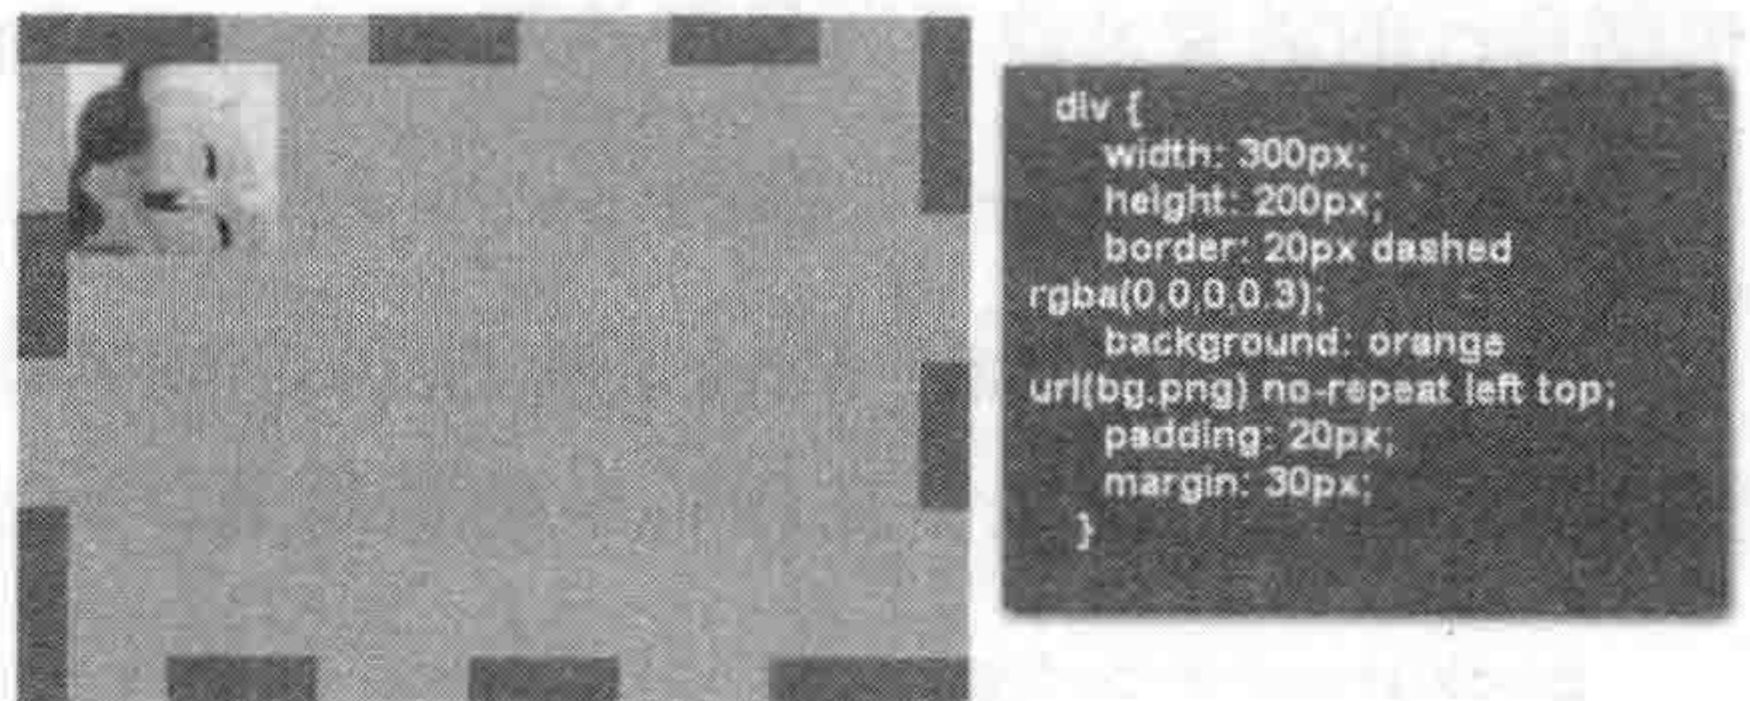 div {
width: 300px;
height: 200px;
border: 20px dashed
rgba(0,0,0,0.3);
background: orange
url(bg.png) no-repeat left top;
padding: 20px;
margin: 30px;
}